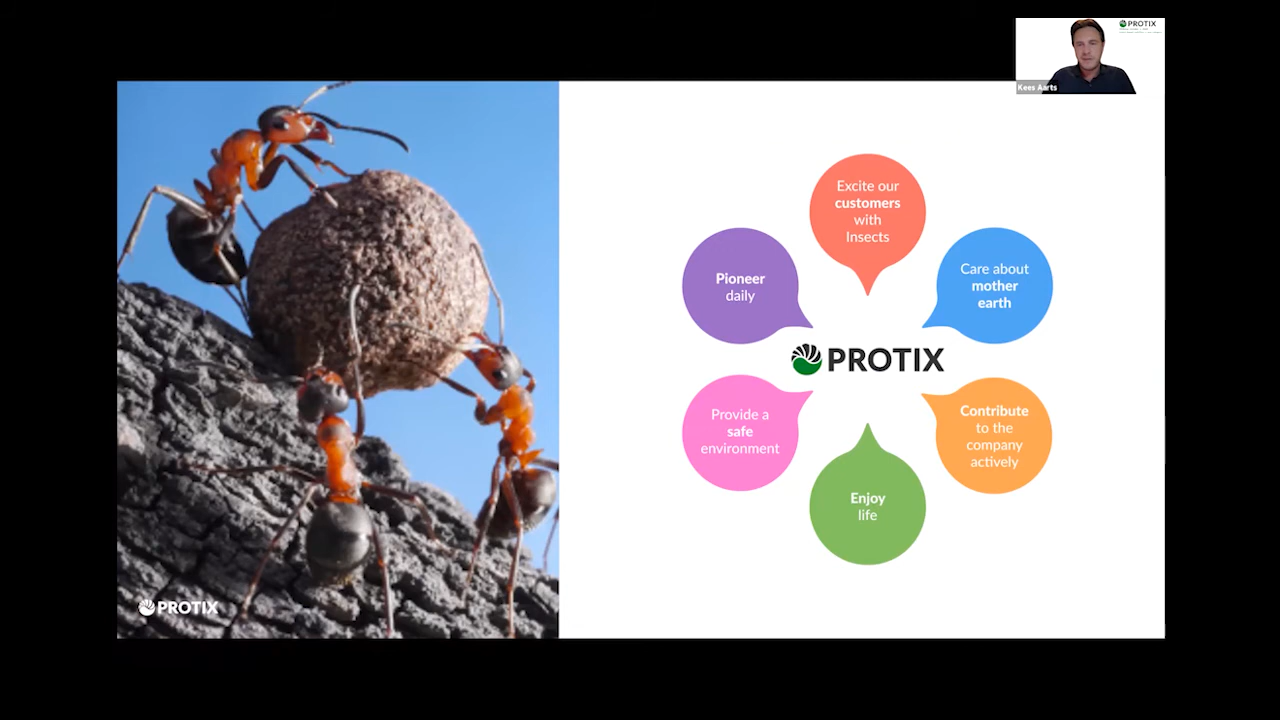 PROTIX
Kees Aarts
Excite our
customers
with
Insects
Pioneer
daily
Care about
mother
earth
PROTIX
Provide a
safe
environment
Contribute
to the
company
actively
Enjoy
life
PROTIX